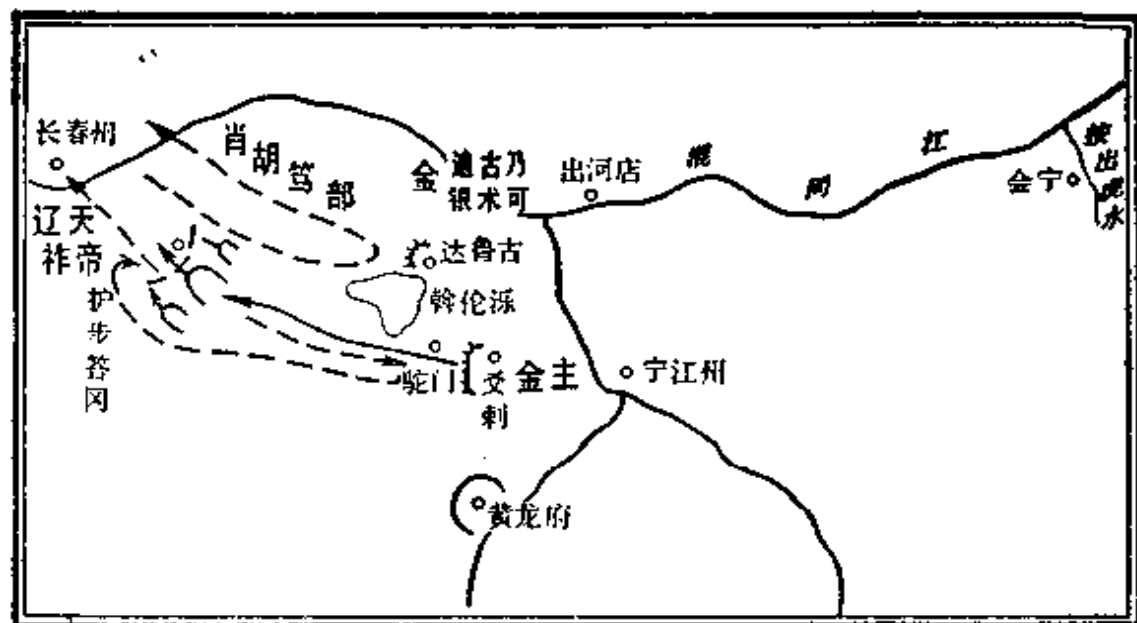 长春州
肖胡笃部
金
迪古乃
银术可
出河店
混同江
会宁
按出虎水
辽天
祚帝
达鲁古
斡伦泺
护步答冈
驼门
爻剌
金主
宁江州
黄龙府